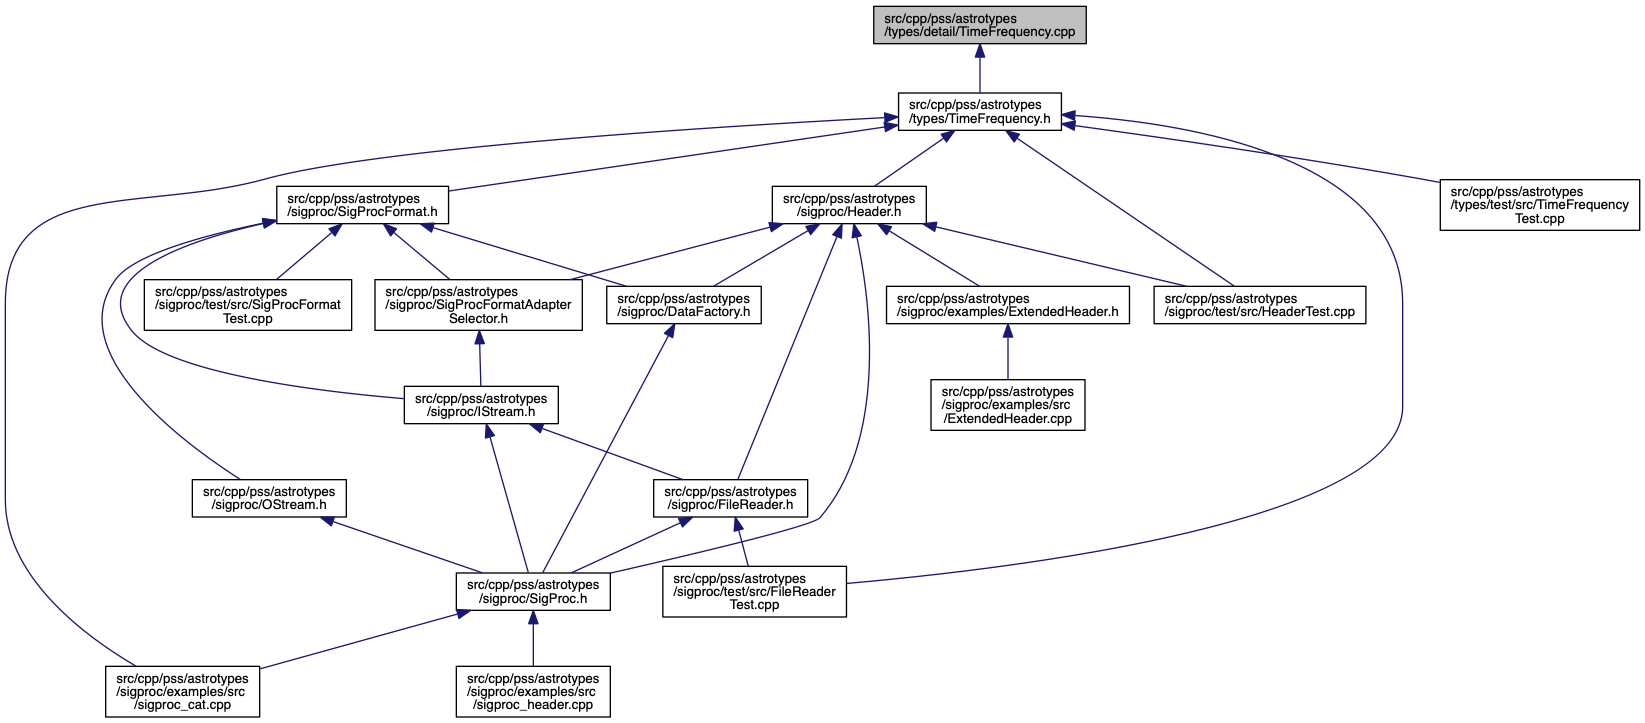 src/cpp/pss/astrotypes
/types/detail/TimeFrequency.cpp
src/cpp/pss/astrotypes
/types/TimeFrequency.h
src/cpp/pss/astrotypes
/sigproc/SigProcFormat.h
src/cpp/pss/astrotypes
/sigproc/Header.h
src/cpp/pss/astrotypes
/types/test/src/TimeFrequency
Test.cpp
src/cpp/pss/astrotypes
/sigproc/test/src/SigProcFormat
Test.cpp
src/cpp/pss/astrotypes
/sigproc/SigProcFormatAdapter
Selector.h
src/cpp/pss/astrotypes
/sigproc/DataFactory.h
src/cpp/pss/astrotypes
/sigproc/examples/ExtendedHeader.h
src/cpp/pss/astrotypes
/sigproc/test/src/HeaderTest.cpp
src/cpp/pss/astrotypes
/sigproc/IStream.h
src/cpp/pss/astrotypes
/sigproc/examples/src
/ExtendedHeader.cpp
src/cpp/pss/astrotypes
/sigproc/OStream.h
src/cpp/pss/astrotypes
/sigproc/FileReader.h
src/cpp/pss/astrotypes
/sigproc/SigProc.h
src/cpp/pss/astrotypes
/sigproc/test/src/FileReader
Test.cpp
src/cpp/pss/astrotypes
/sigproc/examples/src
/sigproc_cat.cpp
src/cpp/pss/astrotypes
/sigproc/examples/src
/sigproc_header.cpp